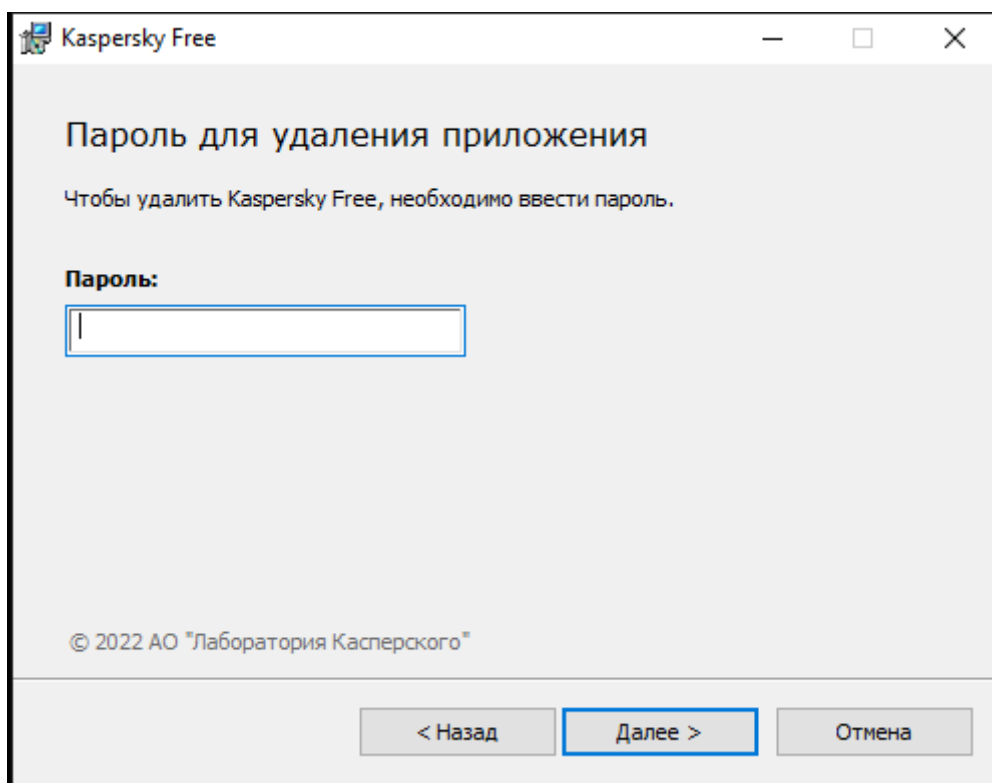 Kaspersky Free
Пароль для удаления приложения
Чтобы удалить Kaspersky Free, необходимо ввести пароль.
Пароль:
© 2022 АО "Лаборатория Касперского"
< Назад
Далее >
Отмена